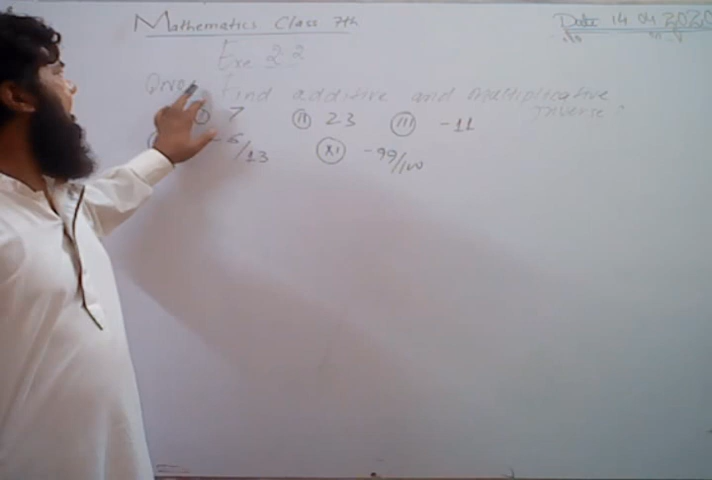 Mathematics Class 7th
Date 14 04 2020
Exe 2.2
Find additive and Multiplicative
Inverse?
7 (ii) 23 (iii) -11
-6/13 (xi) -99/100